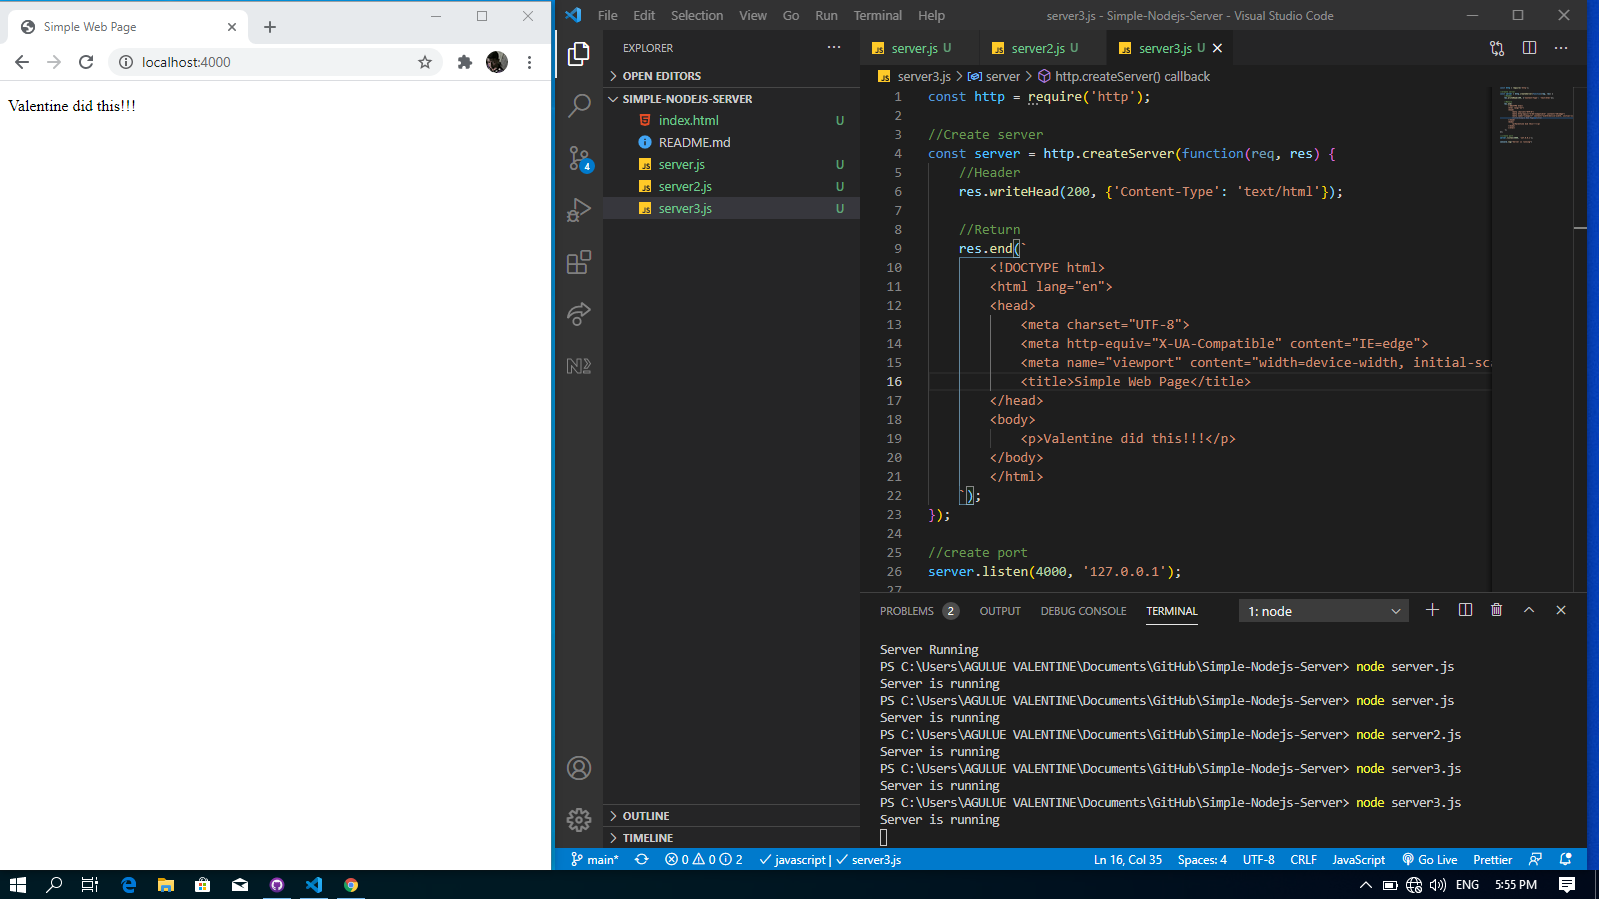 Simple Web Page
localhost:4000
Valentine did this!!!
File Edit Selection View Go Run Terminal Help
server3.js - Simple-Nodejs-Server - Visual Studio Code
EXPLORER
OPEN EDITORS
SIMPLE-NODEJS-SERVER
index.html U
README.md
server.js U
server2.js U
server3.js U
OUTLINE
TIMELINE
4
server.js U server2.js U server3.js U
server3.js > server > http.createServer() callback
1 const http = require('http');
2
3 //Create server
4 const server = http.createServer(function(req, res) {
5 //Header
6 res.writeHead(200, {'Content-Type': 'text/html'});
7
8 //Return
9 res.end(`
10 <!DOCTYPE html>
11 <html lang="en">
12 <head>
13 <meta charset="UTF-8">
14 <meta http-equiv="X-UA-Compatible" content="IE=edge">
15 <meta name="viewport" content="width=device-width, initial-sca
16 <title>Simple Web Page</title>
17 </head>
18 <body>
19 <p>Valentine did this!!!</p>
20 </body>
21 </html>
22 `);
23 });
24
25 //create port
26 server.listen(4000, '127.0.0.1');
27
PROBLEMS 2 OUTPUT DEBUG CONSOLE TERMINAL 1: node
Server Running
PS C:\Users\AGULUE VALENTINE\Documents\GitHub\Simple-Nodejs-Server> node server.js
Server is running
PS C:\Users\AGULUE VALENTINE\Documents\GitHub\Simple-Nodejs-Server> node server.js
Server is running
PS C:\Users\AGULUE VALENTINE\Documents\GitHub\Simple-Nodejs-Server> node server2.js
Server is running
PS C:\Users\AGULUE VALENTINE\Documents\GitHub\Simple-Nodejs-Server> node server3.js
Server is running
PS C:\Users\AGULUE VALENTINE\Documents\GitHub\Simple-Nodejs-Server> node server3.js
Server is running
main* 0 0 2 javascript | server3.js Ln 16, Col 35 Spaces: 4 UTF-8 CRLF JavaScript Go Live Prettier
ENG 5:55 PM